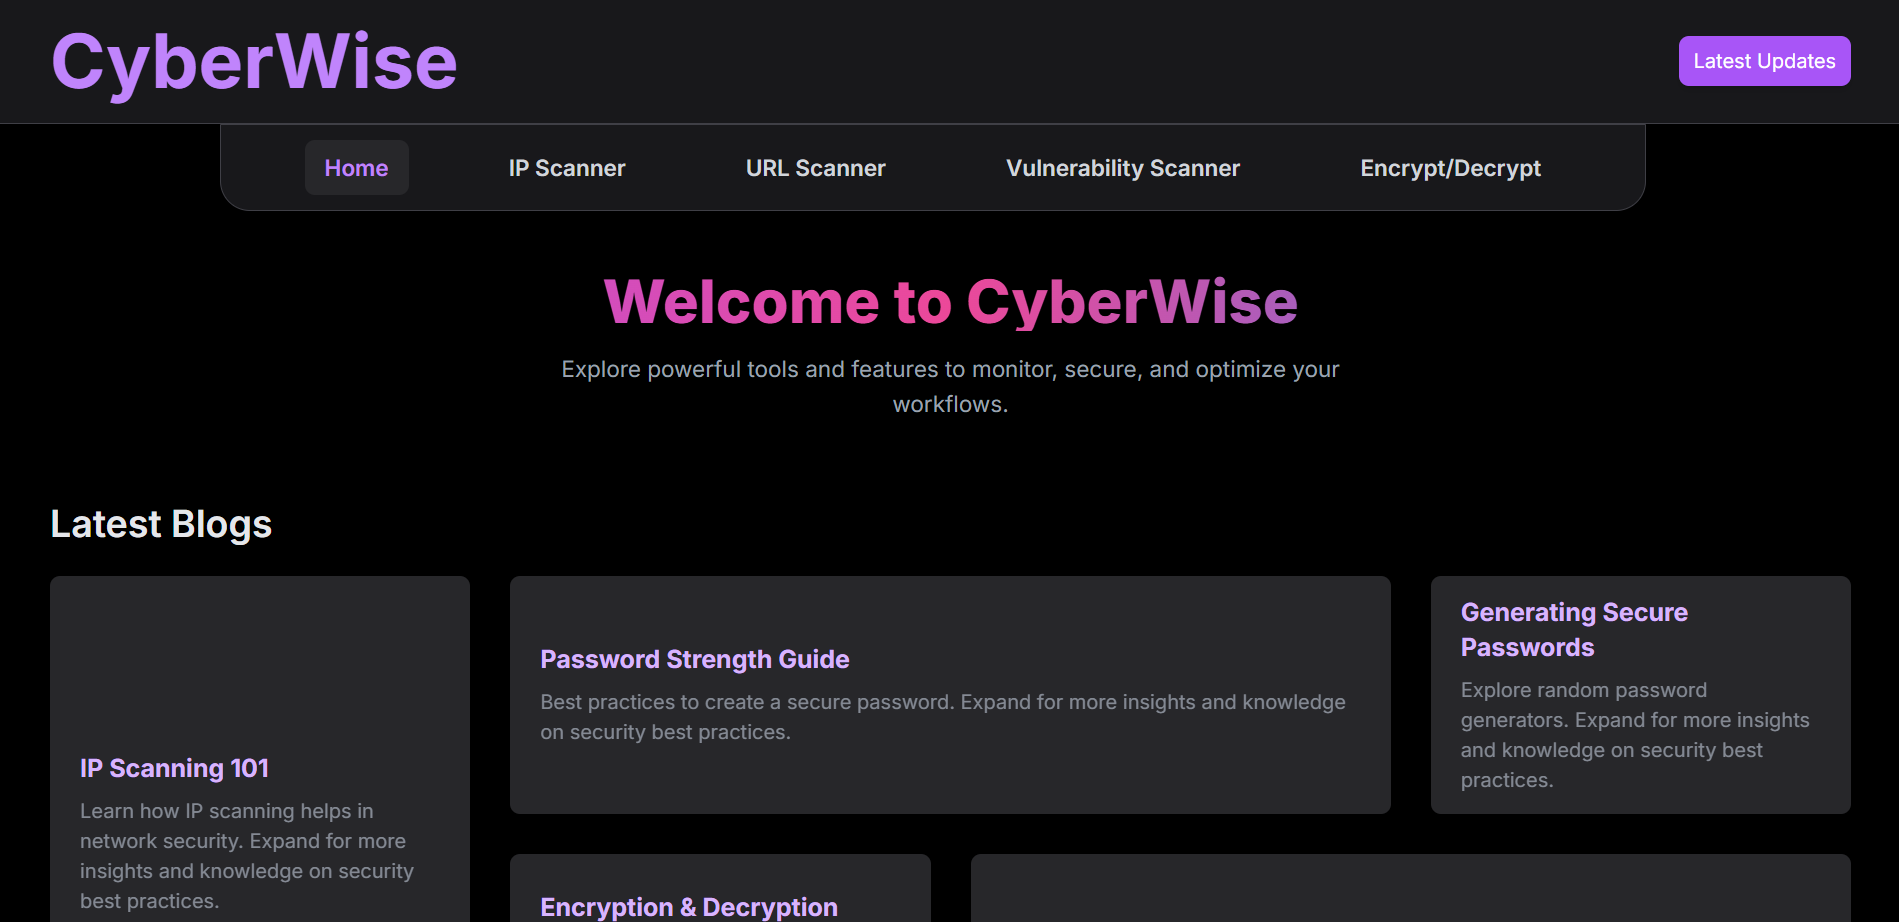 CyberWise
Latest Updates
Home
IP Scanner
URL Scanner
Vulnerability Scanner
Encrypt/Decrypt
Welcome to CyberWise
Explore powerful tools and features to monitor, secure, and optimize your
workflows.
Latest Blogs
IP Scanning 101
Learn how IP scanning helps in
network security. Expand for more
insights and knowledge on security
best practices.
Password Strength Guide
Best practices to create a secure password. Expand for more insights and knowledge
on security best practices.
Generating Secure
Passwords
Explore random password
generators. Expand for more insights
and knowledge on security best
practices.
Encryption & Decryption